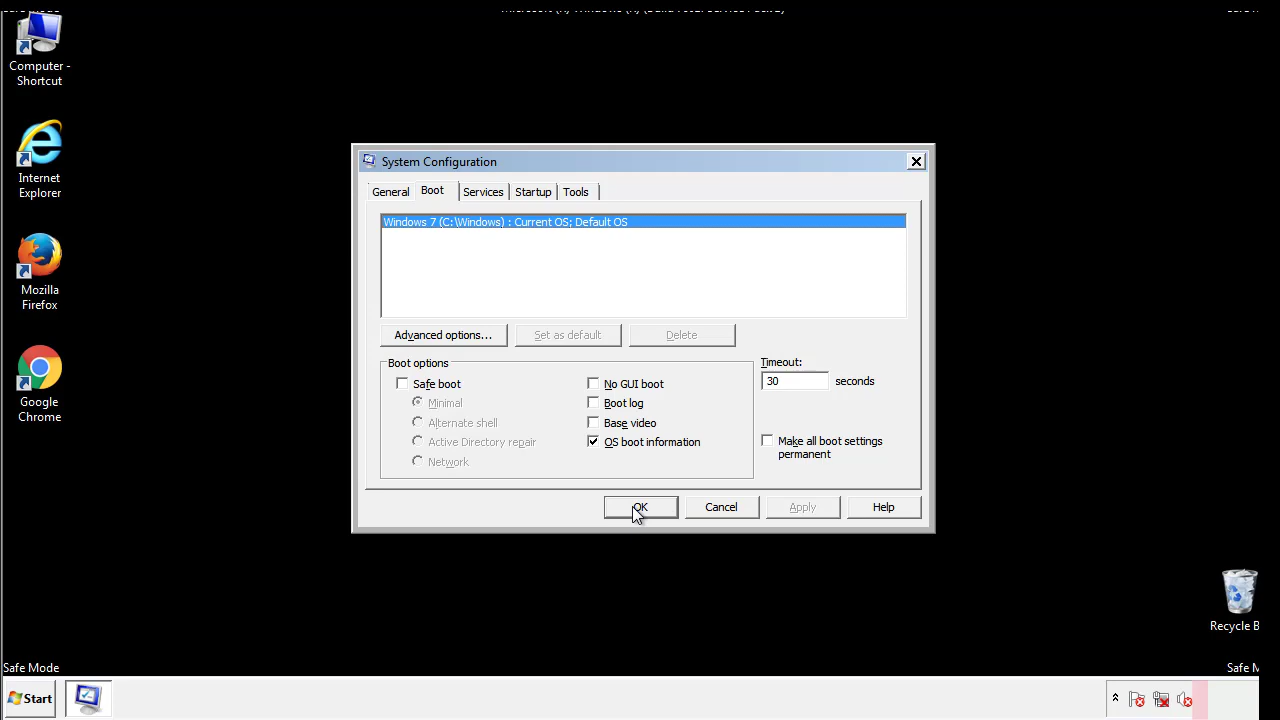 Computer -
Shortcut
Internet
Explorer
Mozilla
Firefox
Google
Chrome
System Configuration
General
Boot
Services
Startup
Tools
Windows 7 (C:\Windows) : Current OS; Default OS
Advanced options...
Set as default
Delete
Boot options
Safe boot
Minimal
Alternate shell
Active Directory repair
Network
No GUI boot
Boot log
Base video
OS boot information
Timeout:
30 seconds
Make all boot settings
permanent
OK
Cancel
Apply
Help
Recycle B
Safe Mode
Safe M
Start